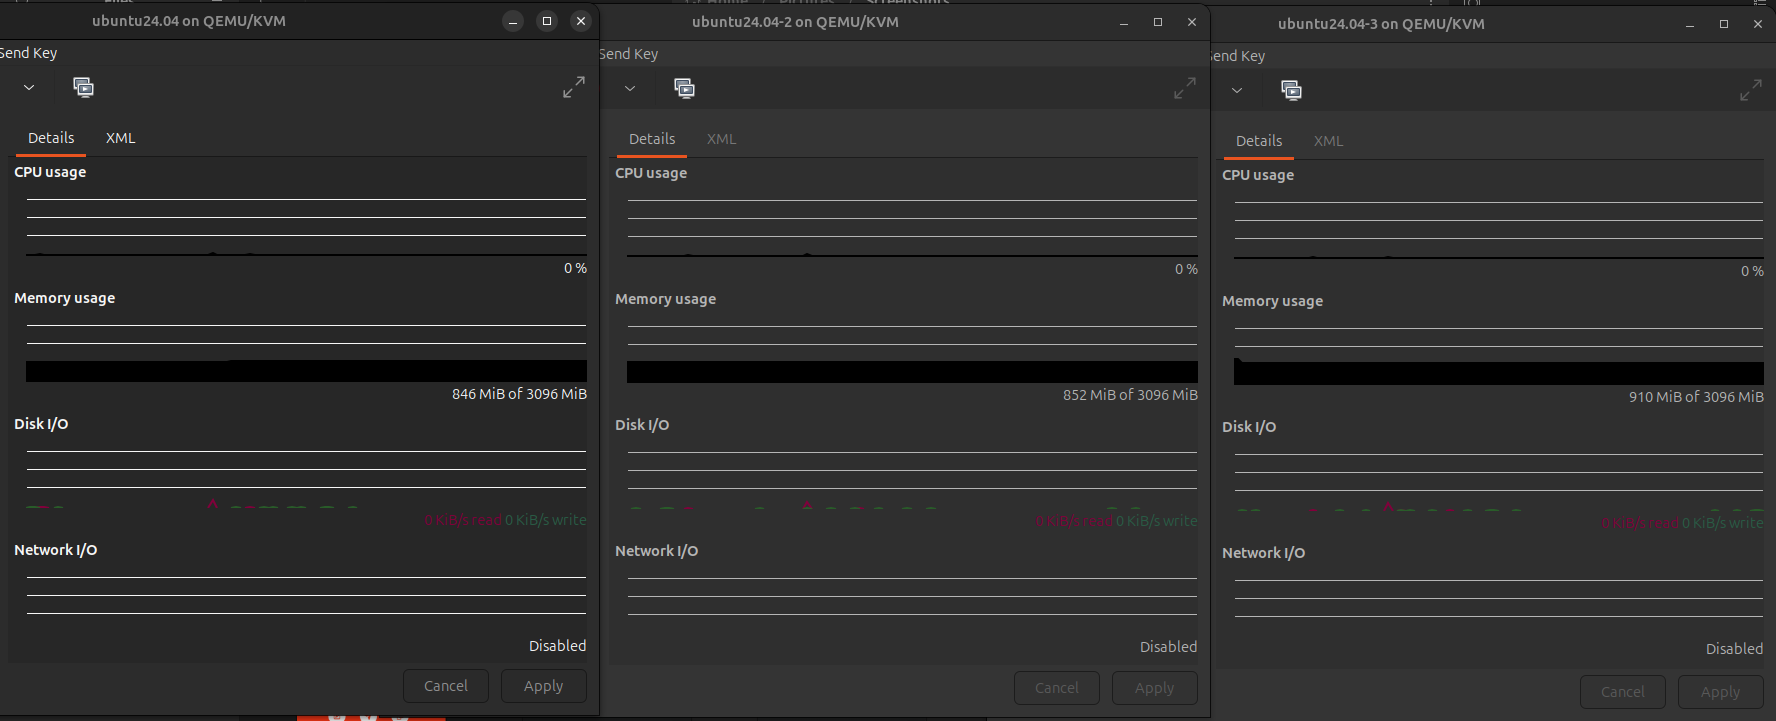 ubuntu24.04 on QEMU/KVM
Send Key
Details XML
CPU usage
0 %
Memory usage
846 MiB of 3096 MiB
Disk I/O
0 KiB/s read 0 KiB/s write
Network I/O
Disabled
Cancel Apply
ubuntu24.04-2 on QEMU/KVM
Send Key
Details XML
CPU usage
0 %
Memory usage
852 MiB of 3096 MiB
Disk I/O
0 KiB/s read 0 KiB/s write
Network I/O
Disabled
Cancel Apply
ubuntu24.04-3 on QEMU/KVM
Send Key
Details XML
CPU usage
0 %
Memory usage
910 MiB of 3096 MiB
Disk I/O
0 KiB/s read 0 KiB/s write
Network I/O
Disabled
Cancel Apply